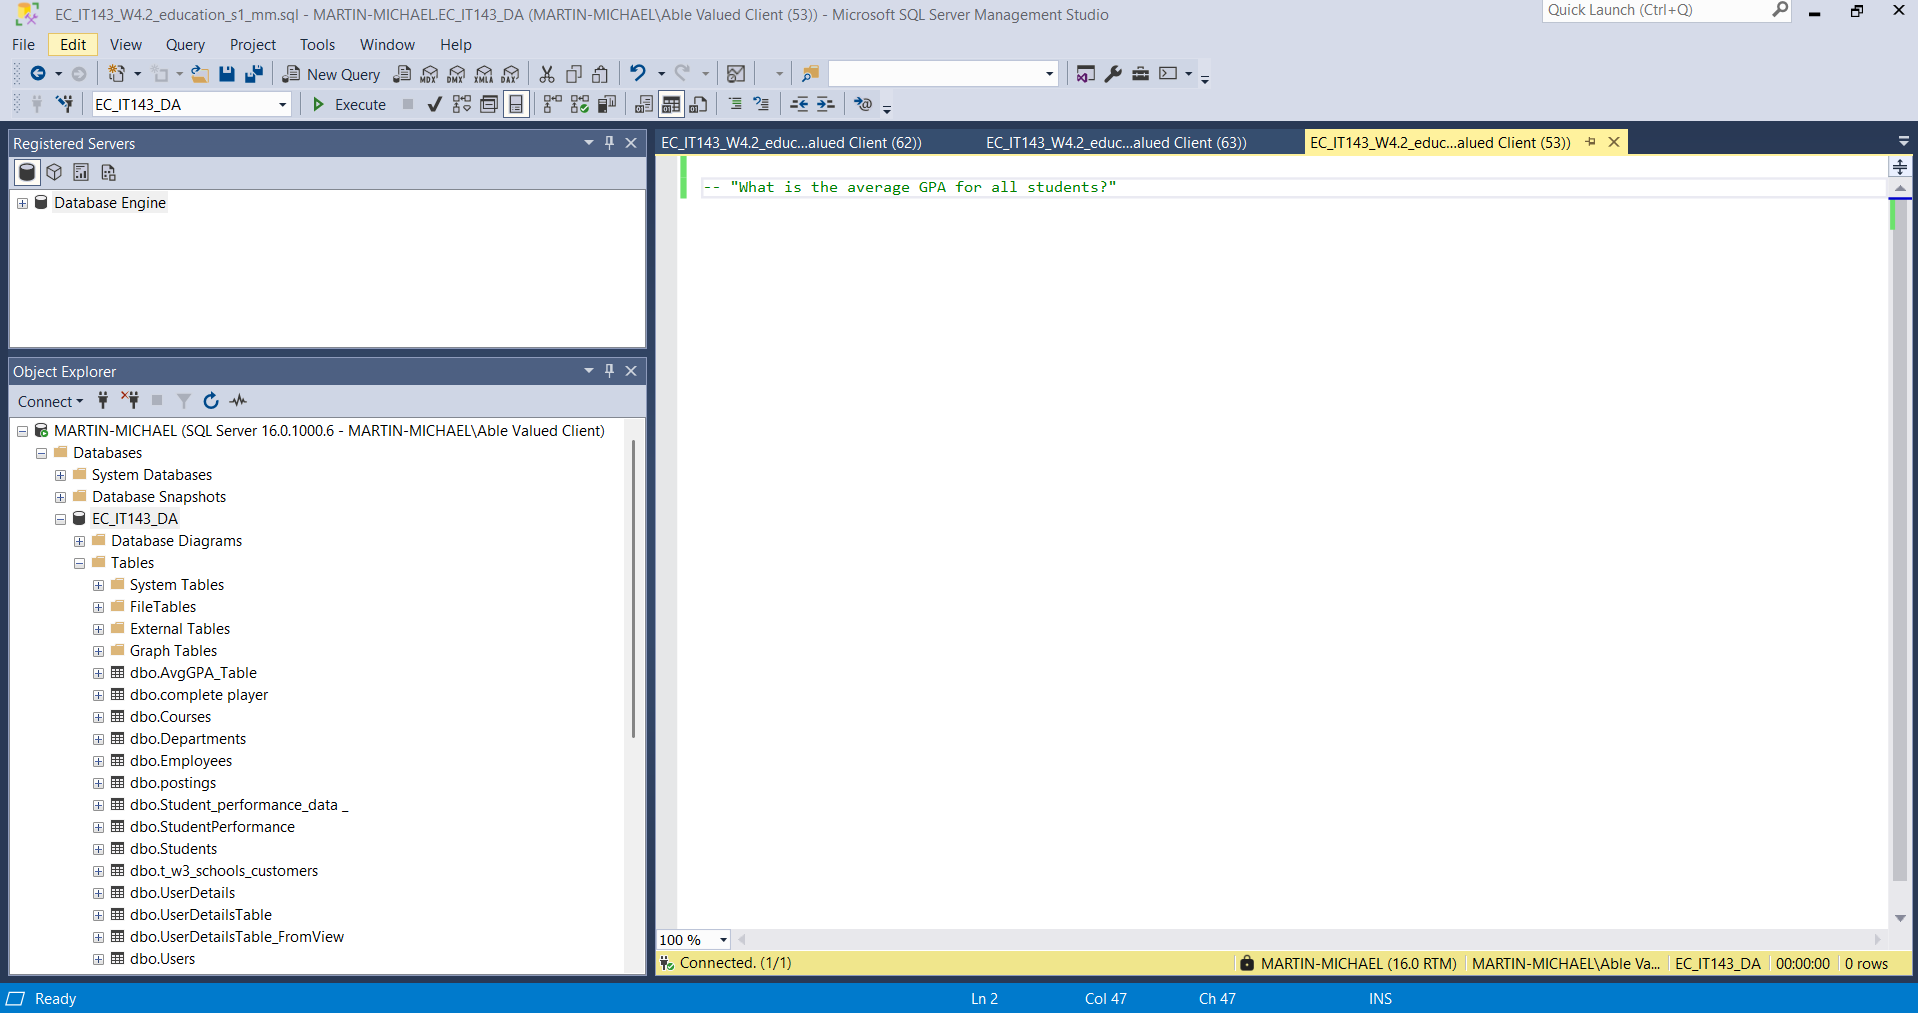 EC_IT143_W4.2_education_s1_mm.sql - MARTIN-MICHAEL.EC_IT143_DA (MARTIN-MICHAEL\Able Valued Client (53)) - Microsoft SQL Server Management Studio
Quick Launch (Ctrl+Q)
File Edit View Query Project Tools Window Help
New Query MDX DMX XMLA DAX
EC_IT143_DA Execute
Registered Servers
Database Engine
Object Explorer
Connect
MARTIN-MICHAEL (SQL Server 16.0.1000.6 - MARTIN-MICHAEL\Able Valued Client)
Databases
System Databases
Database Snapshots
EC_IT143_DA
Database Diagrams
Tables
System Tables
FileTables
External Tables
Graph Tables
dbo.AvgGPA_Table
dbo.complete player
dbo.Courses
dbo.Departments
dbo.Employees
dbo.postings
dbo.Student_performance_data _
dbo.StudentPerformance
dbo.Students
dbo.t_w3_schools_customers
dbo.UserDetails
dbo.UserDetailsTable
dbo.UserDetailsTable_FromView
dbo.Users
EC_IT143_W4.2_educ...alued Client (62)) EC_IT143_W4.2_educ...alued Client (63)) EC_IT143_W4.2_educ...alued Client (53))
-- "What is the average GPA for all students?"
100 %
Connected. (1/1) MARTIN-MICHAEL (16.0 RTM) MARTIN-MICHAEL\Able Va... EC_IT143_DA 00:00:00 0 rows
Ready Ln 2 Col 47 Ch 47 INS